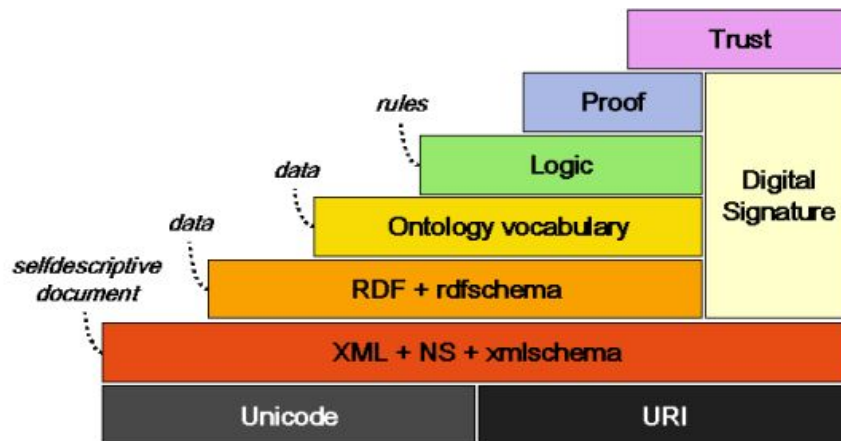 Trust
rules
Proof
data
Logic
Digital
Signature
data
Ontology vocabulary
selfdescriptive
document
RDF + rdfschema
XML + NS + xmlschema
Unicode
URI